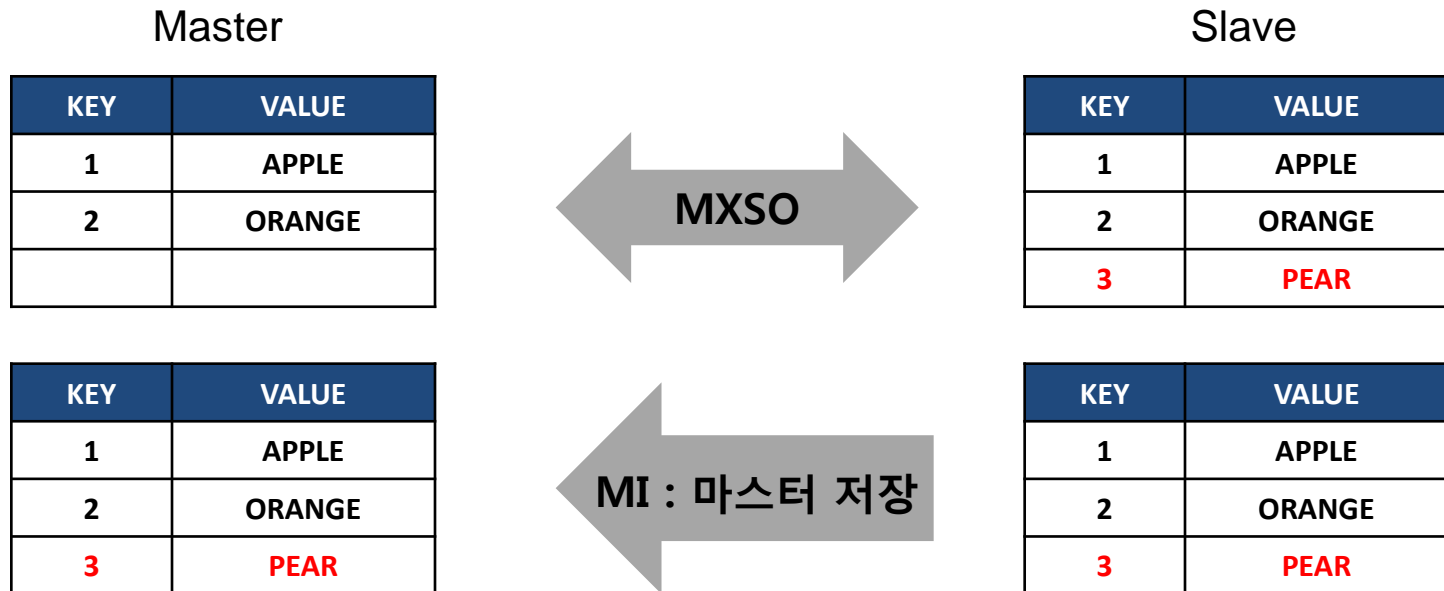 Master
Slave
KEY VALUE
1 APPLE
2 ORANGE
MXSO
KEY VALUE
1 APPLE
2 ORANGE
3 PEAR
KEY VALUE
1 APPLE
2 ORANGE
3 PEAR
MI : 마스터 저장
KEY VALUE
1 APPLE
2 ORANGE
3 PEAR